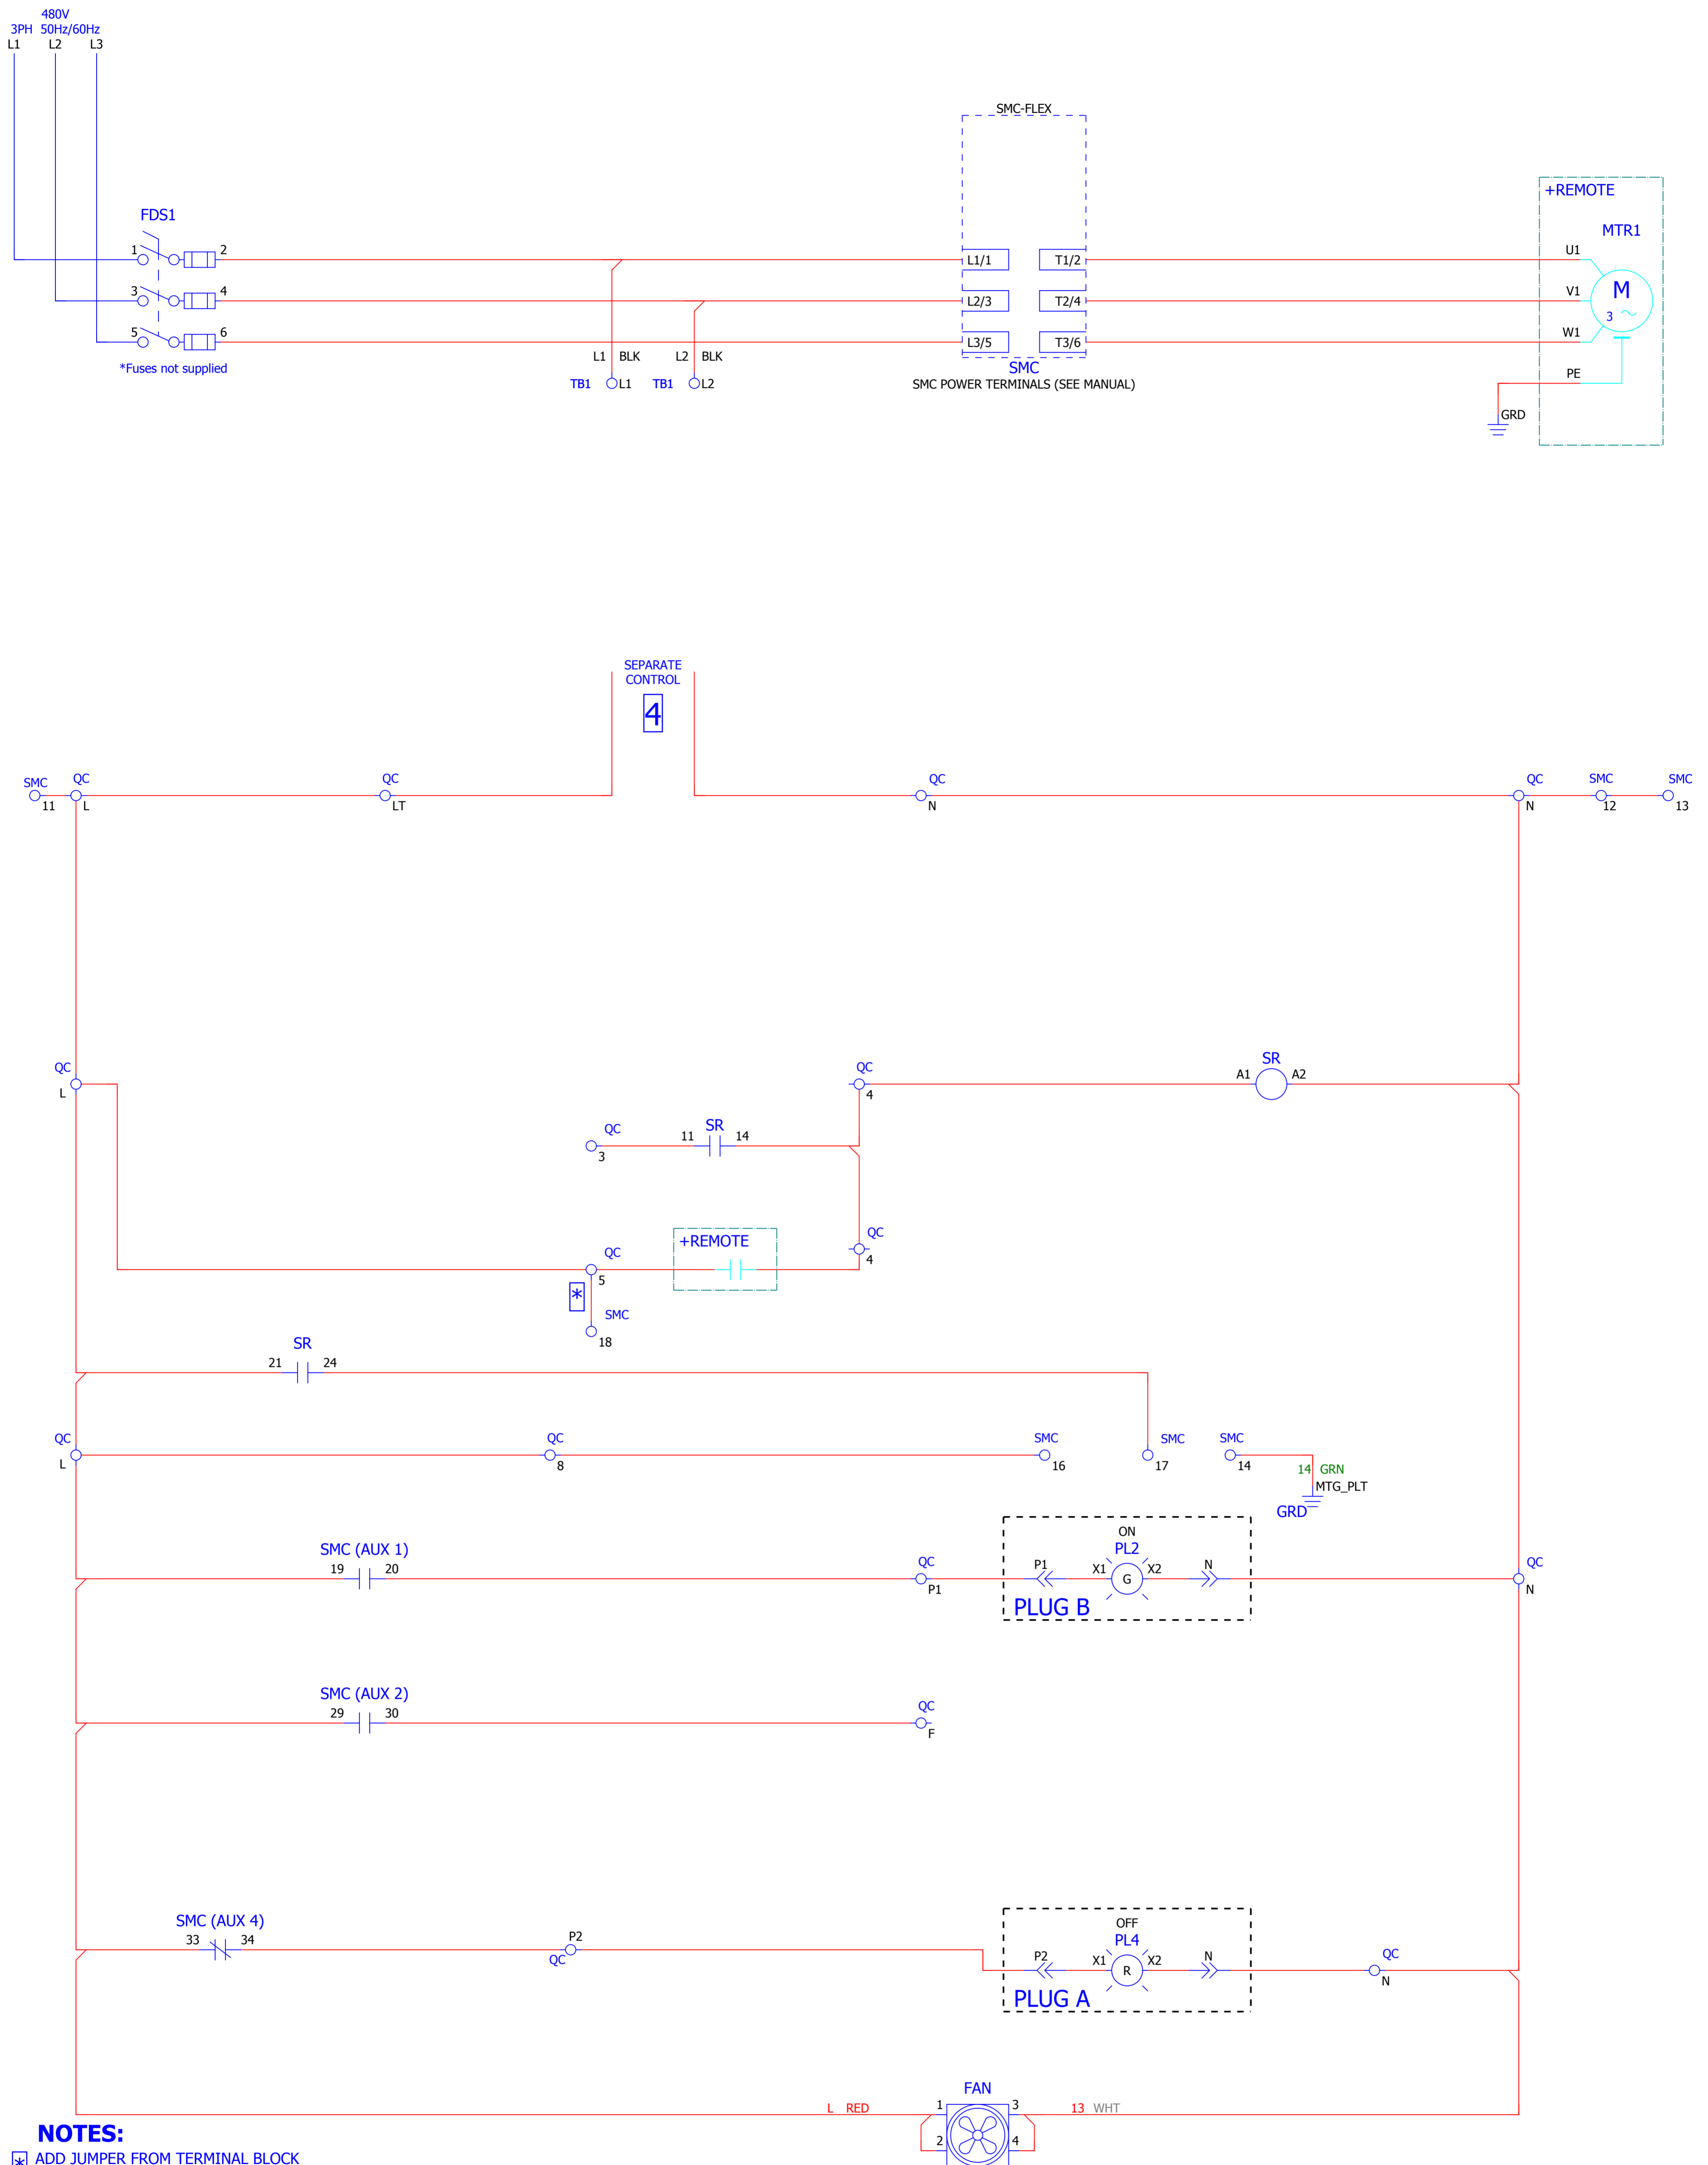 480V
3PH 50Hz/60Hz
L1 L2 L3
SMC-FLEX
+REMOTE
FDS1
MTR1
1 2
L1/1 T1/2
U1
3 4
L2/3 T2/4
V1
M
3
5 6
L3/5 T3/6
W1
*Fuses not supplied
L1 BLK L2 BLK
SMC
TB1 L1 TB1 L2
SMC POWER TERMINALS (SEE MANUAL)
PE
GRD
SEPARATE
CONTROL
4
SMC QC QC QC QC SMC SMC
11 L LT N N 12 13
QC QC SR
L 4 A1 A2
QC SR
3 11 14
QC
4
+REMOTE
QC
5
*
SMC
18
SR
21 24
QC QC SMC SMC SMC
L 8 16 17 14
14 GRN
MTG_PLT
GRD
ON
PL2
SMC (AUX 1)
19 20
QC
P1
P1 X1 G X2 N
QC
N
PLUG B
SMC (AUX 2)
29 30
QC
F
OFF
PL4
SMC (AUX 4)
33 34
P2
QC
P2 X1 R X2 N
QC
N
PLUG A
FAN
L RED 1 3 13 WHT
2 4
NOTES:
* ADD JUMPER FROM TERMINAL BLOCK